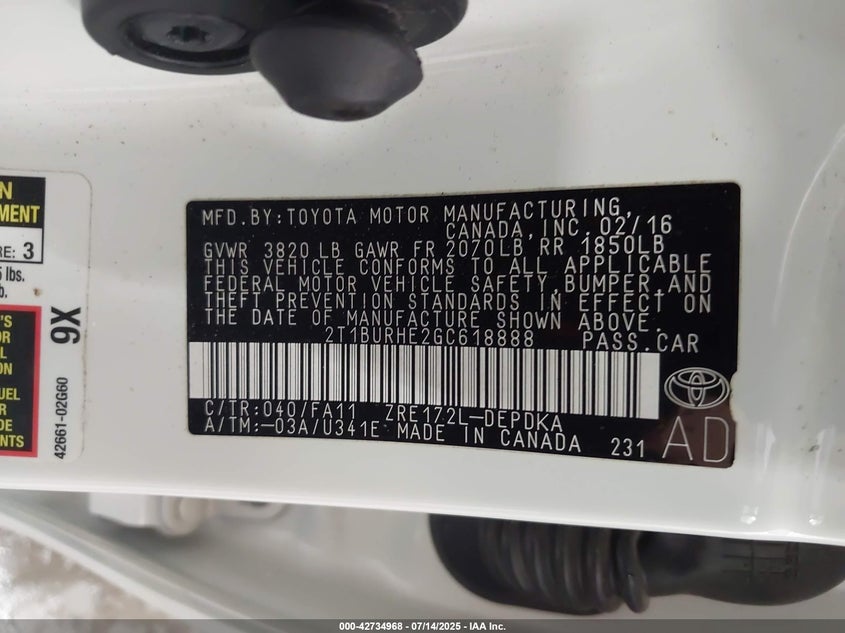 MFD.BY:TOYOTA MOTOR MANUFACTURING,
CANADA,INC. 02/16
GVWR 3820 LB GAWR FR 2070LB,RR 1850LB
THIS VEHICLE CONFORMS TO ALL APPLICABLE
FEDERAL MOTOR VEHICLE SAFETY,BUMPER,AND
THEFT PREVENTION STANDARDS IN EFFECT ON
THE DATE OF MANUFACTURE SHOWN ABOVE.
2T1BURHE2GC618888 PASS.CAR
C/TR:040/FA11 ZRE172L-DEPDKA
A/TM:-03A/U341E MADE IN CANADA 231
AD
3
lbs.
b.
9X
42661-02G60
000-42734968 - 07/14/2025 - IAA Inc.